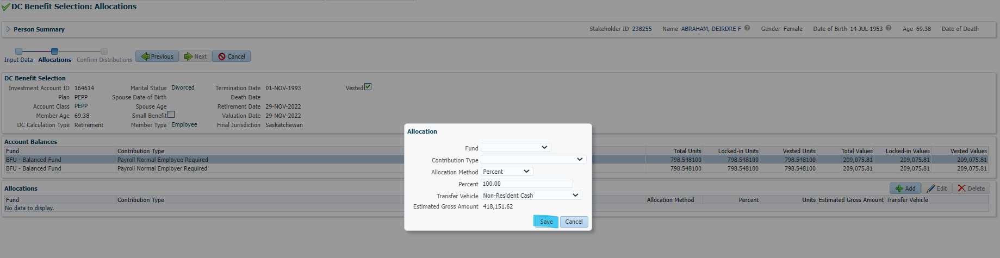 DC Benefit Selection: Allocations
Person Summary Stakeholder ID 238255 Name ABRAHAM, DEIRDRE F Gender Female Date of Birth 14-JUL-1953 Age 69.38 Date of Death
Input Data Allocations Confirm Distributions Previous Next Cancel
DC Benefit Selection
Investment Account ID 164614 Marital Status Divorced Termination Date 01-NOV-1993 Vested
Plan PEPP Spouse Date of Birth Death Date
Account Class PEPP Spouse Age Retirement Date 29-NOV-2022
Member Age 69.38 Small Benefit Valuation Date 29-NOV-2022
DC Calculation Type Retirement Member Type Employee Final Jurisdiction Saskatchewan
Account Balances
Fund Contribution Type Total Units Locked-in Units Vested Units Total Values Locked-in Values Vested Values
BFU - Balanced Fund Payroll Normal Employee Required 798.548100 798.548100 798.548100 209,075.81 209,075.81 209,075.81
BFU - Balanced Fund Payroll Normal Employer Required 798.548100 798.548100 798.548100 209,075.81 209,075.81 209,075.81
Allocations Add Edit Delete
Fund Contribution Type Allocation Method Percent Units Estimated Gross Amount Transfer Vehicle
No data to display.
Allocation
Fund
Contribution Type
Allocation Method Percent
Percent 100.00
Transfer Vehicle Non-Resident Cash
Estimated Gross Amount 418,151.62
Save Cancel